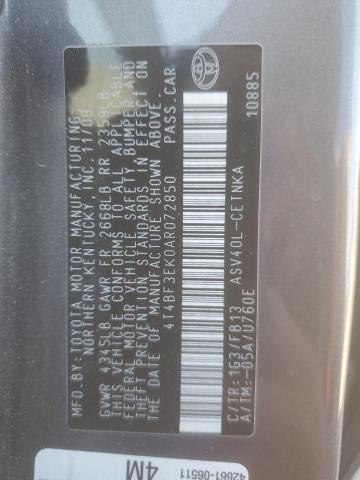 MFD.BY:TOYOTA MOTOR MANUFACTURING,
NORTHERN KENTUCKY, INC. 11/09
GVWR 4345LB GAWR FR 2668LB RR 2359LB
THIS VEHICLE CONFORMS TO ALL APPLICABLE
FEDERAL MOTOR VEHICLE SAFETY, BUMPER, AND
THEFT PREVENTION STANDARDS IN EFFECT ON
THE DATE OF MANUFACTURE SHOWN ABOVE.
4T4BF3EK0AR072850 PASS.CAR
C/TR:1G3/FB13 ASV40L-CETNKA
A/TM:-05A/U760E
10885
42661-06511
4M